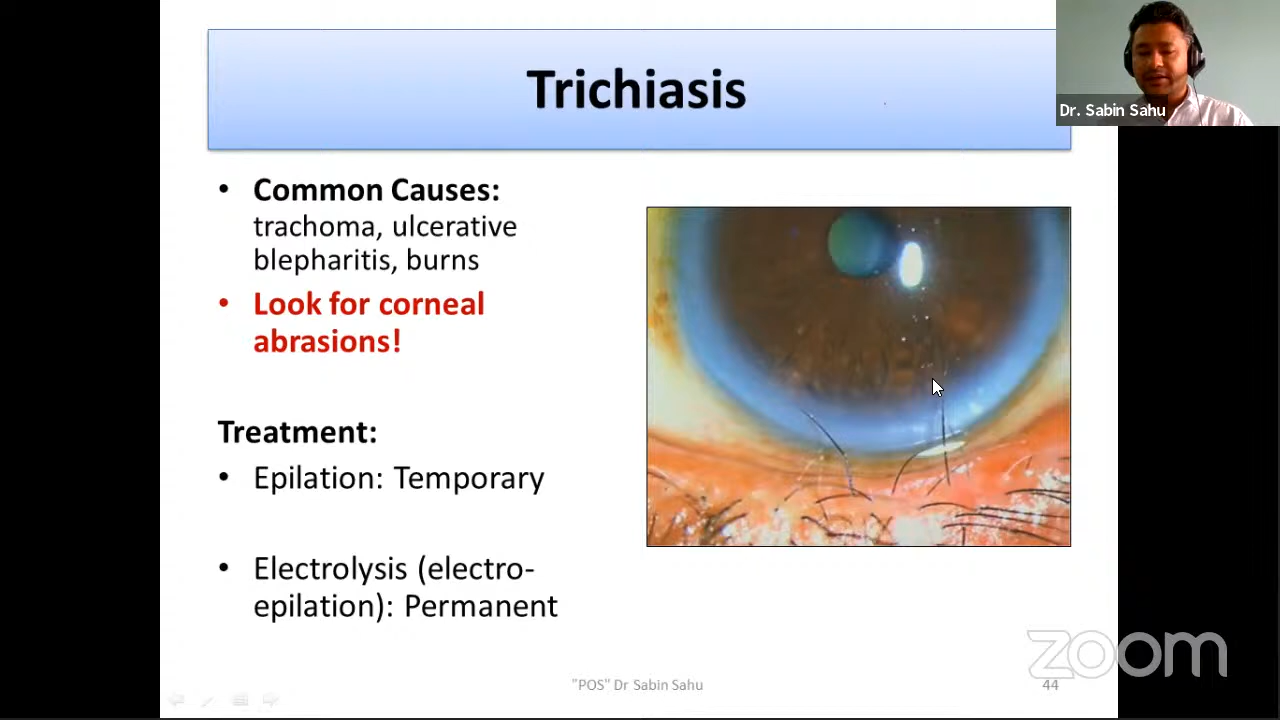 Trichiasis
Dr. Sabin Sahu
• Common Causes:
trachoma, ulcerative
blepharitis, burns
• Look for corneal
abrasions!
Treatment:
• Epilation: Temporary
• Electrolysis (electro-
epilation): Permanent
zoom
"POS" Dr Sabin Sahu
44